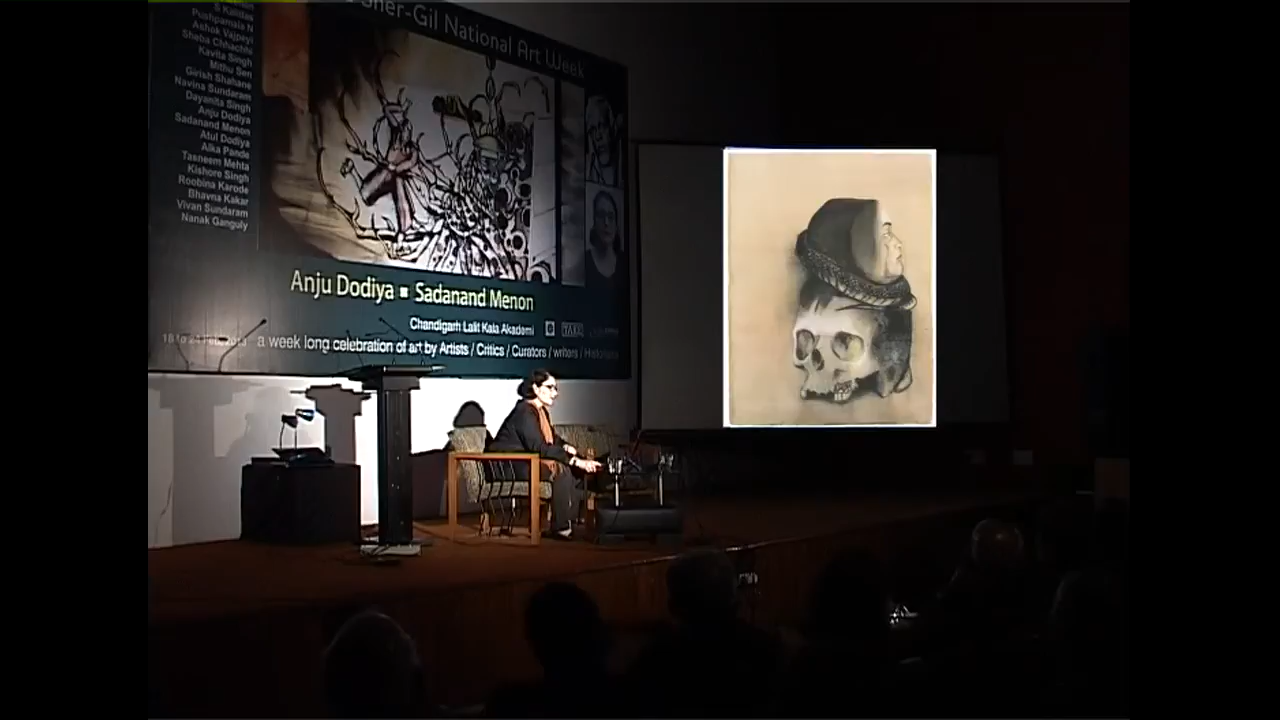 Sher-Gil National Art Week
S Kalidas
Pushpamala N
Ashok Vajpeyi
Sheba Chhachhi
Kavita Singh
Mithu Sen
Girish Shahane
Navina Sundaram
Dayanita Singh
Anju Dodiya
Sadanand Menon
Atul Dodiya
Alka Pande
Tasneem Mehta
Kishore Singh
Roobina Karode
Bhavna Kakar
Vivan Sundaram
Nanak Ganguly
Anju Dodiya ▪ Sadanand Menon
Chandigarh Lalit Kala Akademi
a week long celebration of art by Artists / Critics / Curators / writers /